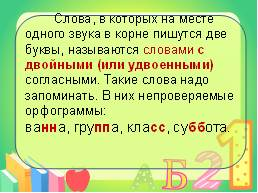 Слова, в которых на месте
одного звука в корне пишутся две
буквы, называются словами с
двойными (или удвоенными)
согласными. Такие слова надо
запоминать. В них непроверяемые
орфограммы:
ванна, группа, класс, суббота.
Б 2 1